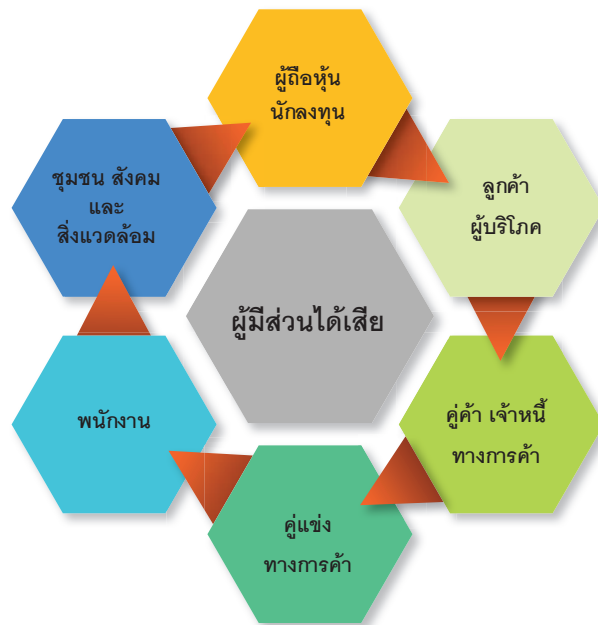 ผู้ถือหุ้น
นักลงทุน
ลูกค้า
ผู้บริโภค
คู่ค้า เจ้าหนี้
ทางการค้า
คู่แข่ง
ทางการค้า
พนักงาน
ชุมชน สังคม
และ
สิ่งแวดล้อม
ผู้มีส่วนได้เสีย